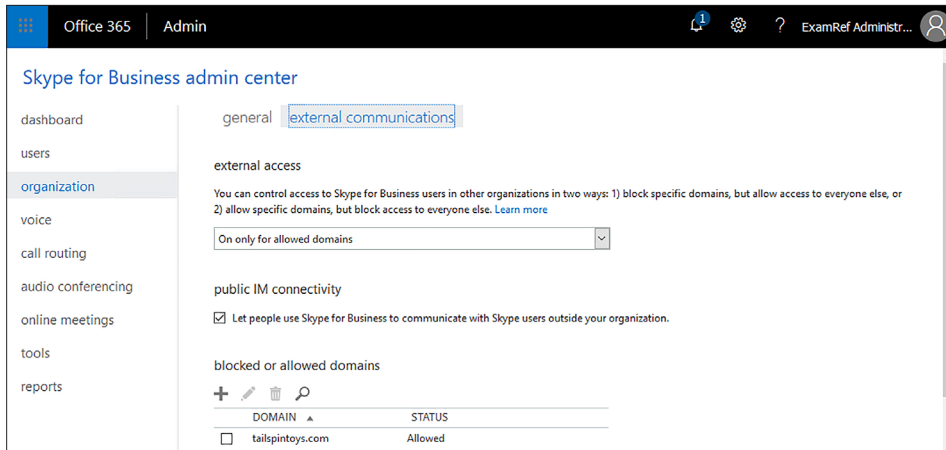 Office 365 Admin 1 ? ExamRef Administr...
Skype for Business admin center
dashboard
users
organization
voice
call routing
audio conferencing
online meetings
tools
reports
general external communications
external access
You can control access to Skype for Business users in other organizations in two ways: 1) block specific domains, but allow access to everyone else, or
2) allow specific domains, but block access to everyone else. Learn more
On only for allowed domains
public IM connectivity
Let people use Skype for Business to communicate with Skype users outside your organization.
blocked or allowed domains
DOMAIN STATUS
tailspintoys.com Allowed